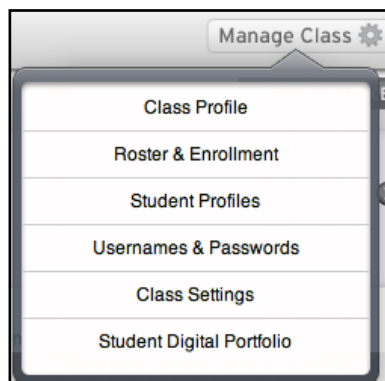 Manage Class
Class Profile
Roster & Enrollment
Student Profiles
Usernames & Passwords
Class Settings
Student Digital Portfolio